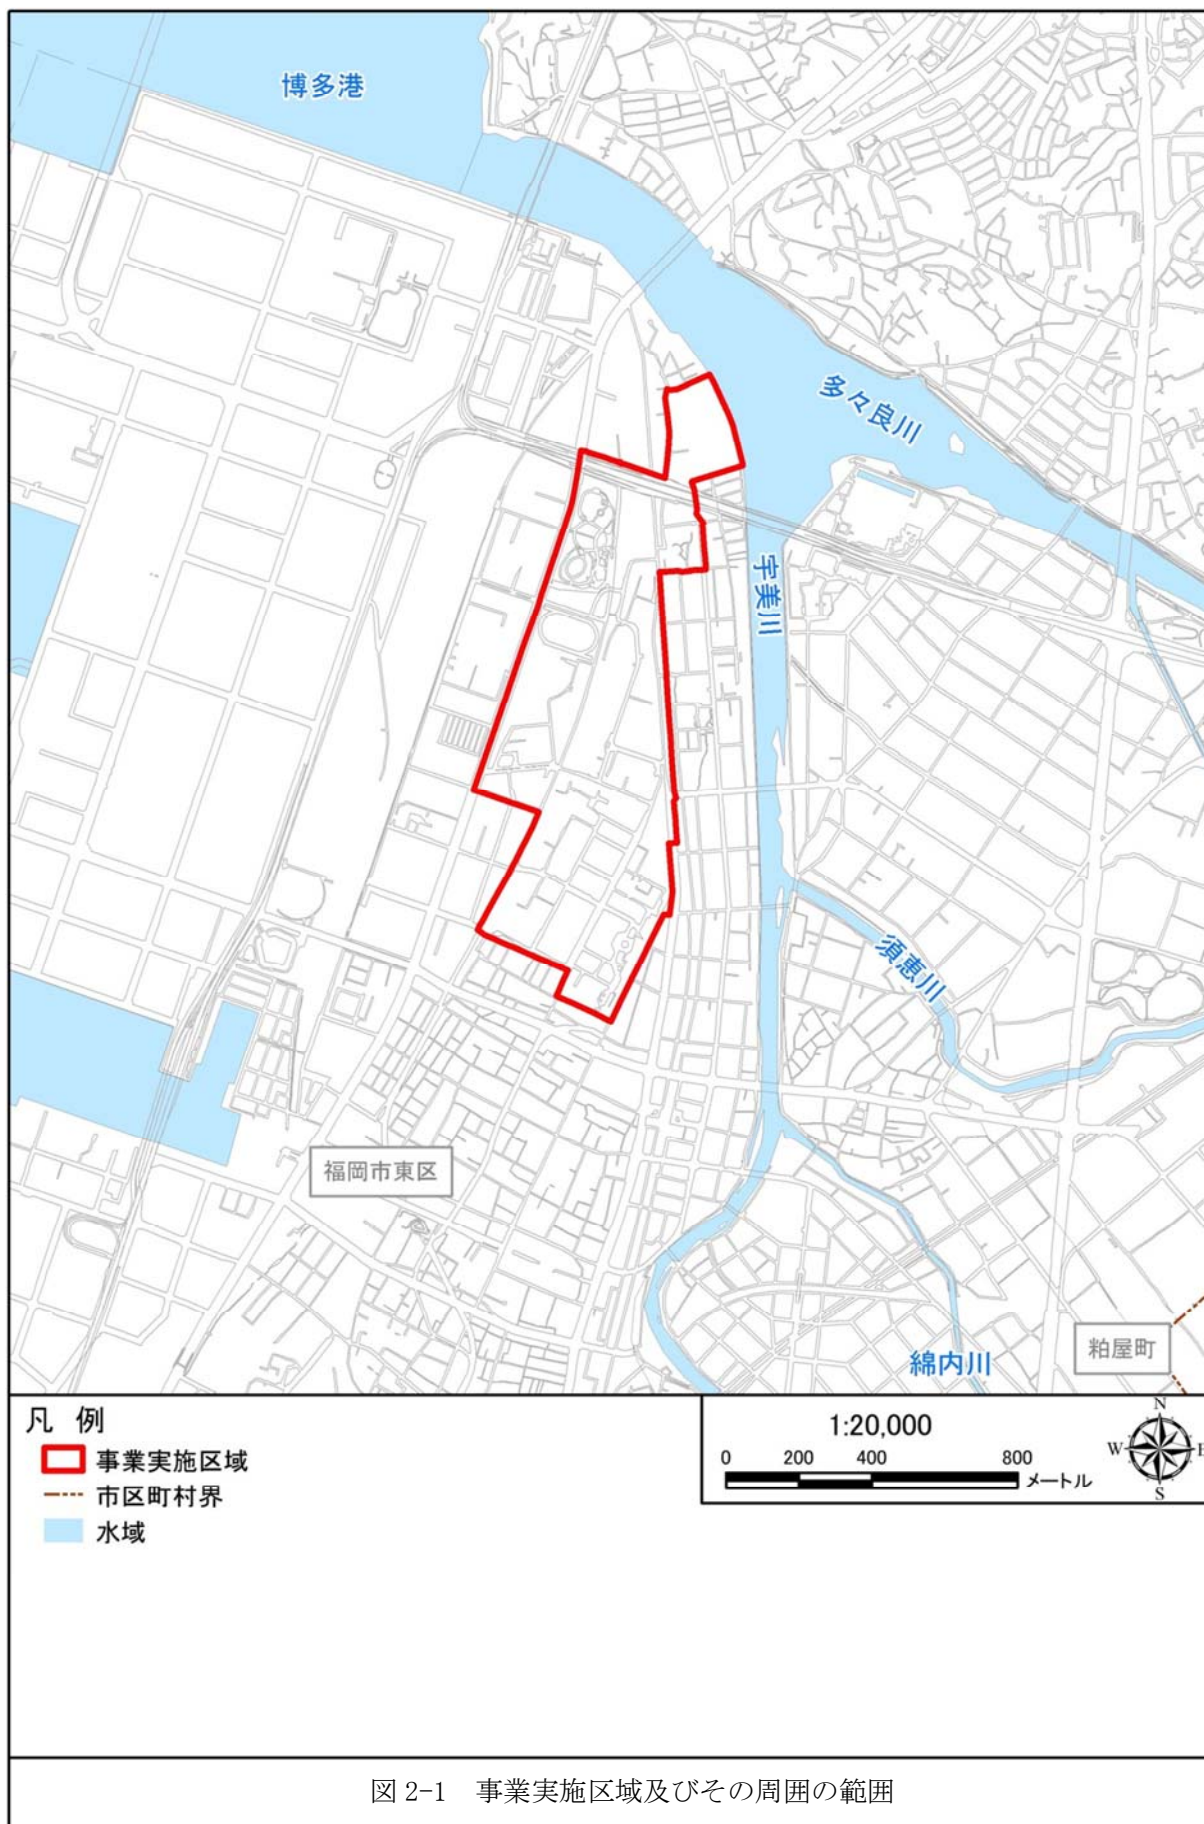 博多港
多々良川
宇美川
須恵川
福岡市東区
綿内川
粕屋町
凡 例
事業実施区域
市区町村界
水域
1:20,000
0 200 400 800
メートル
N
W E
S
図 2-1 事業実施区域及びその周囲の範囲